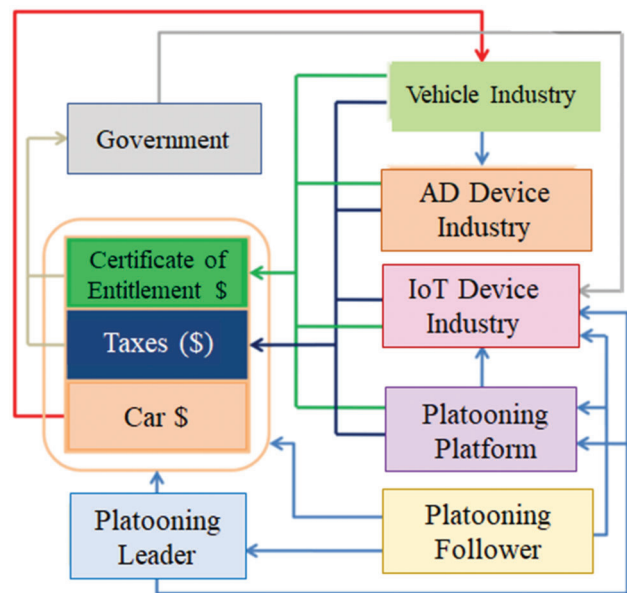 Vehicle Industry
Government
AD Device
Industry
Certificate of
Entitlement $
IoT Device
Industry
Taxes ($)
Car $
Platooning
Platform
Platooning
Leader
Platooning
Follower